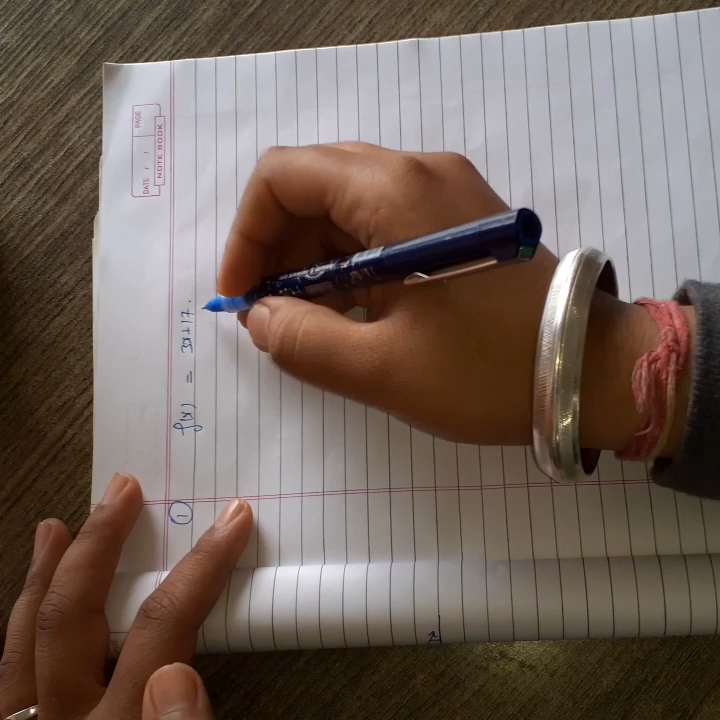 PAGE
NOTE BOOK
DATE / /
① f(x) = 3x+17.